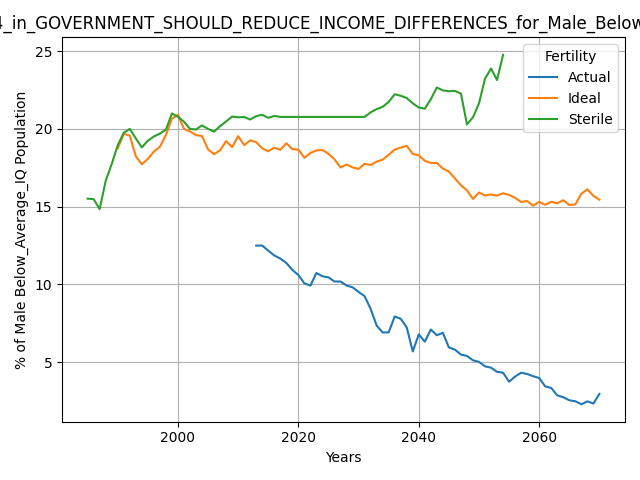 4_in_GOVERNMENT_SHOULD_REDUCE_INCOME_DIFFERENCES_for_Male_Below
% of Male Below_Average_IQ Population
25
20
15
10
5
Fertility
Actual
Ideal
Sterile
2000
2020
2040
2060
Years